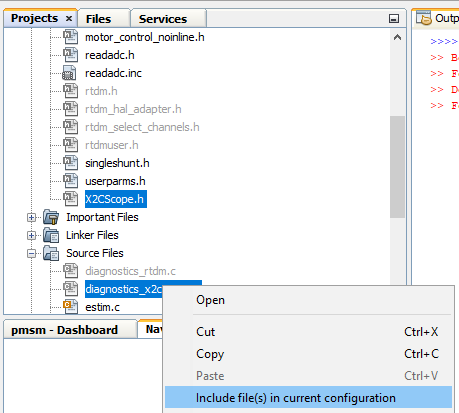 Projects × Files Services
motor_control_noinline.h
readadc.h
readadc.inc
rtdm.h
rtdm_hal_adapter.h
rtdm_select_channels.h
rtdmuser.h
singleshunt.h
userparms.h
X2CScope.h
Important Files
Linker Files
Source Files
diagnostics_rtdm.c
diagnostics_x2c
estim.c
pmsm - Dashboard
Nav
Open
Cut Ctrl+X
Copy Ctrl+C
Paste Ctrl+V
Include file(s) in current configuration
Outp
>>>>
>> B
>> F
>> D
>> F